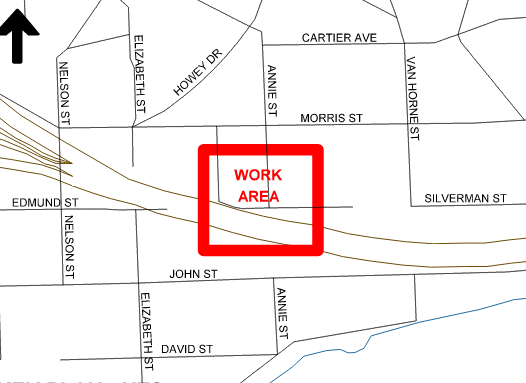 CARTIER AVE
ELIZABETH ST
HOWEY DR
NELSON ST
ANNIE ST
VAN HORNE ST
MORRIS ST
WORK
AREA
EDMUND ST
SILVERMAN ST
NELSON ST
JOHN ST
ELIZABETH ST
ANNIE ST
DAVID ST